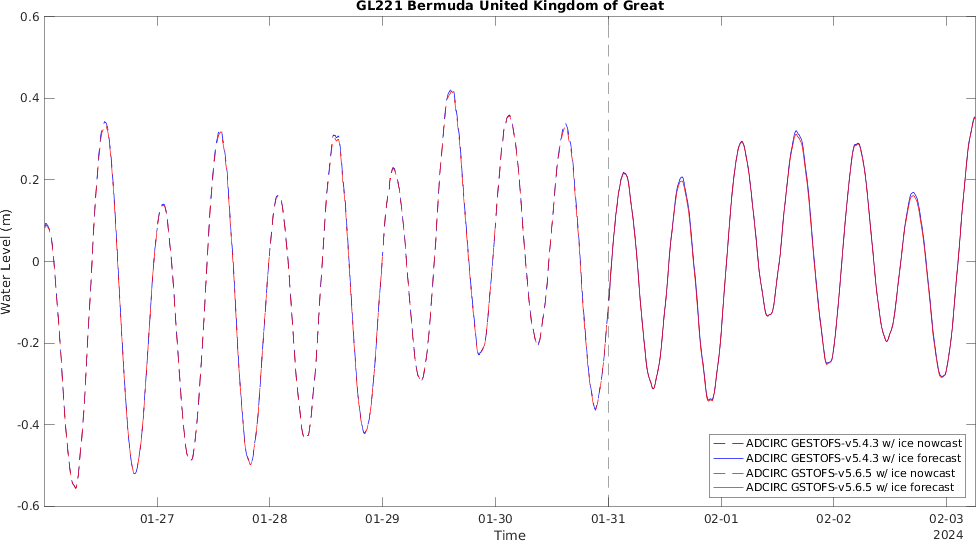 GL221 Bermuda United Kingdom of Great
0.6
0.4
0.2
0
-0.2
-0.4
-0.6
Water Level (m)
ADCIRC GESTOFS-v5.4.3 w/ ice nowcast
ADCIRC GESTOFS-v5.4.3 w/ ice forecast
ADCIRC GSTOFS-v5.6.5 w/ ice nowcast
ADCIRC GSTOFS-v5.6.5 w/ ice forecast
01-27 01-28 01-29 01-30 01-31 02-01 02-02 02-03
Time 2024